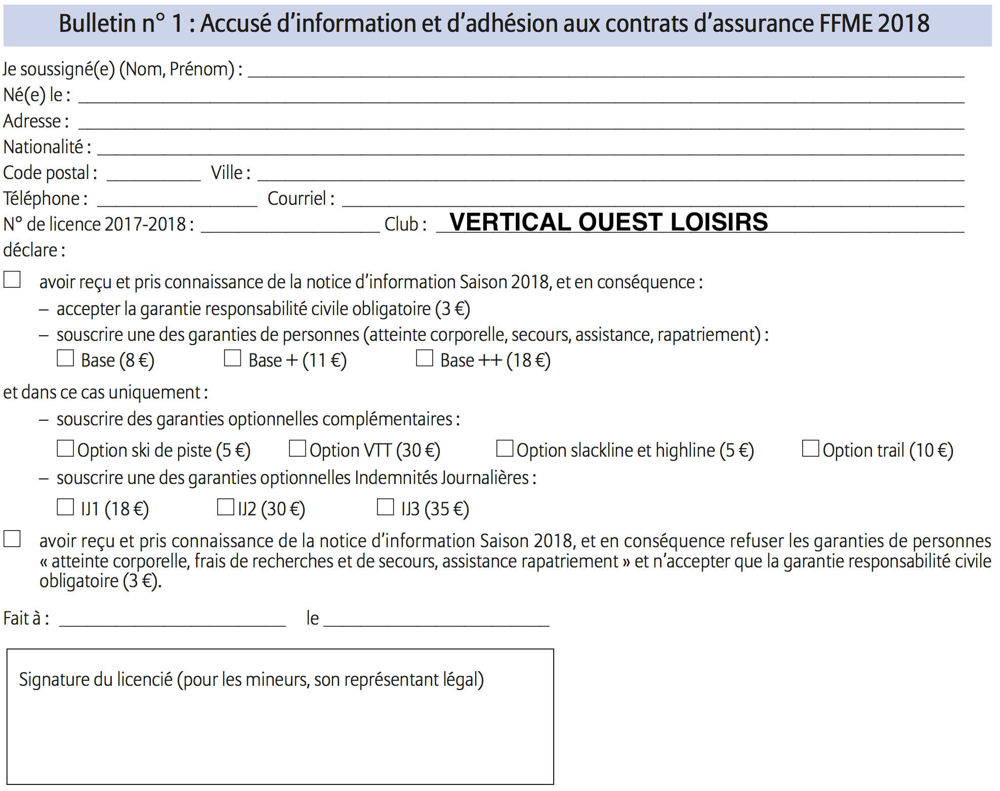 Bulletin n° 1 : Accusé d’information et d’adhésion aux contrats d’assurance FFME 2018
Je soussigné(e) (Nom, Prénom) :
Né(e) le :
Adresse :
Nationalité :
Code postal : Ville :
Téléphone : Courriel :
N° de licence 2017-2018 : Club : VERTICAL OUEST LOISIRS
déclare :
avoir reçu et pris connaissance de la notice d’information Saison 2018, et en conséquence :
– accepter la garantie responsabilité civile obligatoire (3 €)
– souscrire une des garanties de personnes (atteinte corporelle, secours, assistance, rapatriement) :
Base (8 €) Base + (11 €) Base ++ (18 €)
et dans ce cas uniquement :
– souscrire des garanties optionnelles complémentaires :
Option ski de piste (5 €) Option VTT (30 €) Option slackline et highline (5 €) Option trail (10 €)
– souscrire une des garanties optionnelles Indemnités Journalières :
IJ1 (18 €) IJ2 (30 €) IJ3 (35 €)
avoir reçu et pris connaissance de la notice d’information Saison 2018, et en conséquence refuser les garanties de personnes
« atteinte corporelle, frais de recherches et de secours, assistance rapatriement » et n’accepter que la garantie responsabilité civile
obligatoire (3 €).
Fait à : le
Signature du licencié (pour les mineurs, son représentant légal)